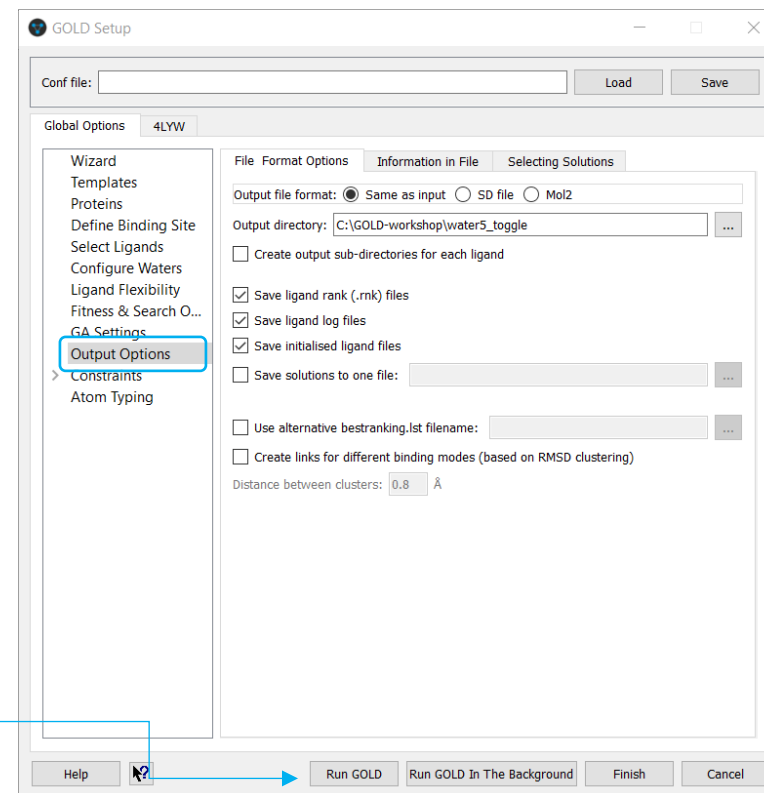 GOLD Setup
Conf file: Load Save
Global Options 4LYW
Wizard
Templates
Proteins
Define Binding Site
Select Ligands
Configure Waters
Ligand Flexibility
Fitness & Search O...
GA Settings
Output Options
Constraints
Atom Typing
File Format Options Information in File Selecting Solutions
Output file format: Same as input SD file Mol2
Output directory: C:\GOLD-workshop\water5_toggle ...
Create output sub-directories for each ligand
Save ligand rank (.rnk) files
Save ligand log files
Save initialised ligand files
Save solutions to one file: ...
Use alternative bestranking.lst filename: ...
Create links for different binding modes (based on RMSD clustering)
Distance between clusters: 0.8 Å
Help ? Run GOLD Run GOLD In The Background Finish Cancel